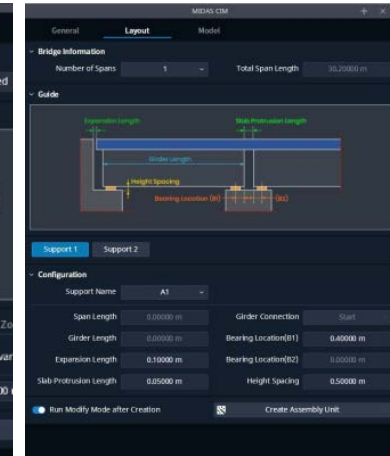 MIDAS CIM
General Layout Model
Bridge Information
Number of Spans 1 Total Span Length 30.20000 m
Guide
Expansion Length Slab Protrusion Length
Girder Length
Height Spacing
Bearing Location (B1) (B2)
Support 1 Support 2
Configuration
Support Name A1
Span Length 0.00000 m Girder Connection Start
Girder Length 0.00000 m Bearing Location(B1) 0.40000 m
Expansion Length 0.10000 m Bearing Location(B2) 0.00000 m
Slab Protrusion Length 0.05000 m Height Spacing 0.50000 m
Run Modify Mode after Creation Create Assembly Unit